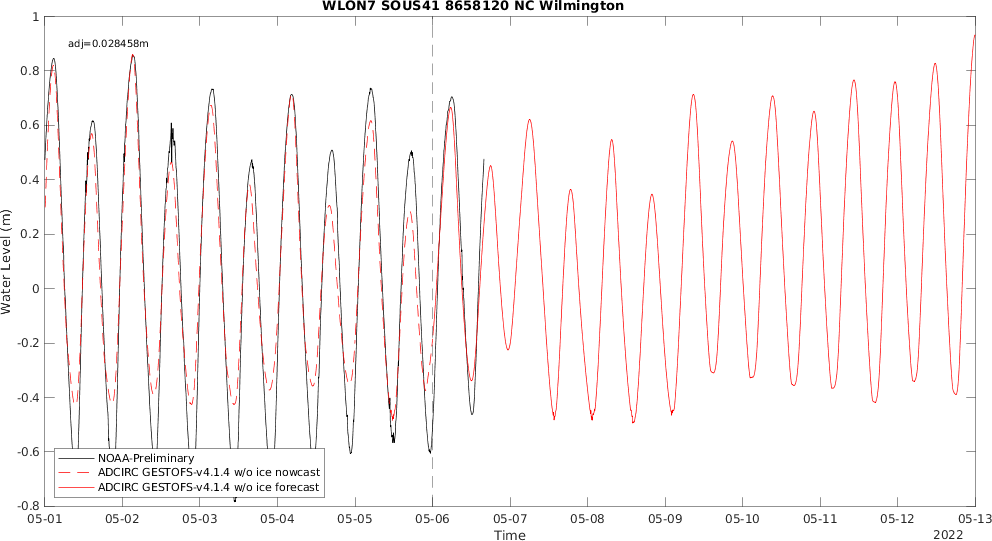 WLON7 SOUS41 8658120 NC Wilmington
adj=0.028458m
1
0.8
0.6
0.4
0.2
0
-0.2
-0.4
-0.6
-0.8
Water Level (m)
NOAA-Preliminary
ADCIRC GESTOFS-v4.1.4 w/o ice nowcast
ADCIRC GESTOFS-v4.1.4 w/o ice forecast
05-01 05-02 05-03 05-04 05-05 05-06 05-07 05-08 05-09 05-10 05-11 05-12 05-13
Time
2022